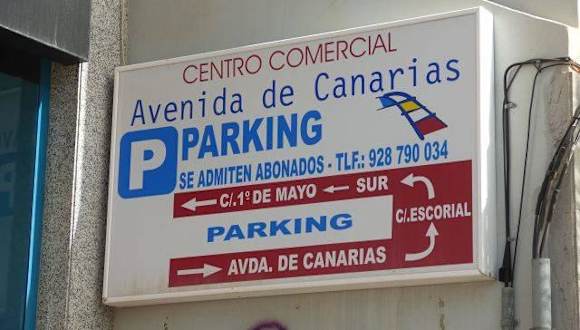 CENTRO COMERCIAL
Avenida de Canarias
P PARKING
SE ADMITEN ABONADOS - TLF.: 928 790 034
C/.1º DE MAYO SUR
C/.ESCORIAL
PARKING
AVDA. DE CANARIAS